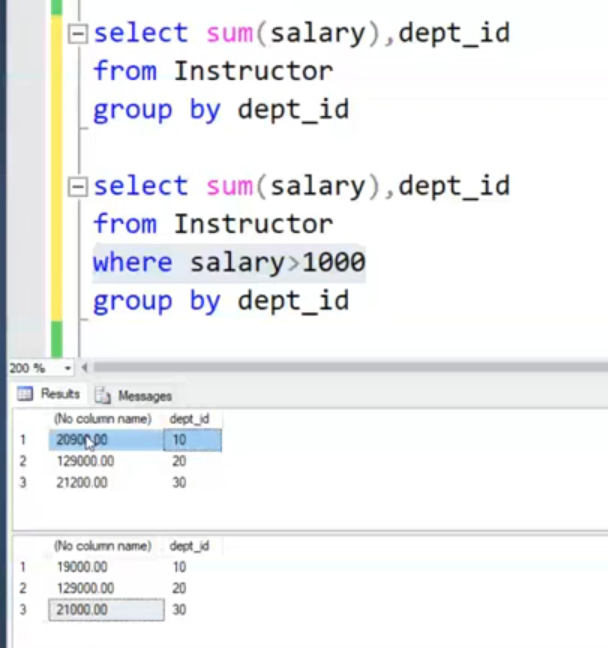 select sum(salary),dept_id
from Instructor
group by dept_id
select sum(salary),dept_id
from Instructor
where salary>1000
group by dept_id
200 %
Results Messages
(No column name) dept_id
1 20900.00 10
2 129000.00 20
3 21200.00 30
(No column name) dept_id
1 19000.00 10
2 129000.00 20
3 21000.00 30